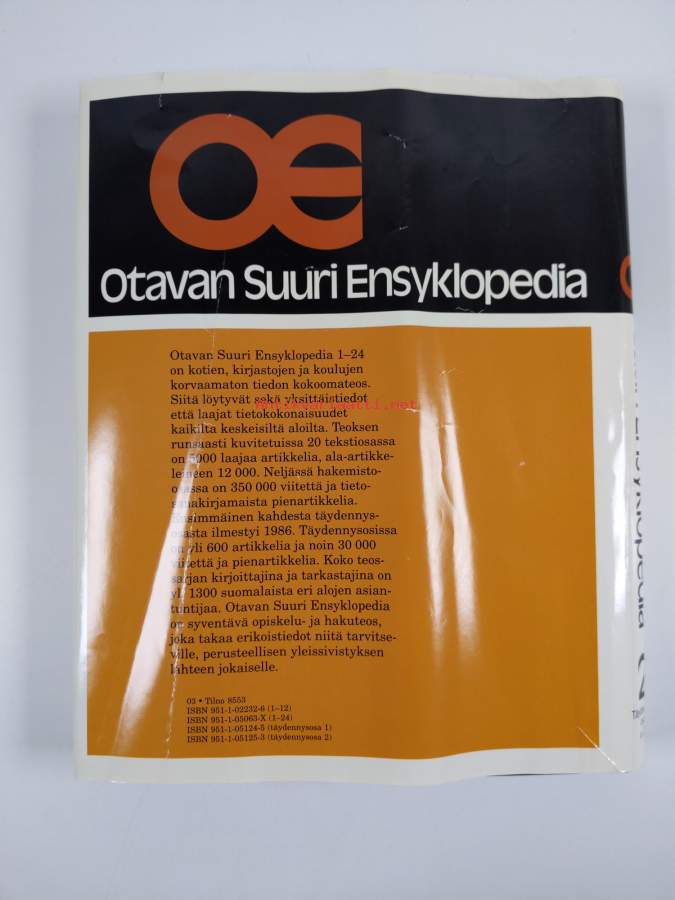 OE
Otavan Suuri Ensyklopedia
Otavan Suuri Ensyklopedia 1–24
on kotien, kirjastojen ja koulujen
korvaamaton tiedon kokoomateos.
Siitä löytyvät sekä yksittäistiedot
että laajat tietokokonaisuudet
kaikilta keskeisiltä aloilta. Teoksen
runsaasti kuvitetuissa 20 tekstiosassa
on 5000 laajaa artikkelia, ala-artikke-
leineen 12 000. Neljässä hakemisto-
osassa on 350 000 viitettä ja tieto-
sanakirjamaista pienartikkelia.
Ensimmäinen kahdesta täydennys-
osasta ilmestyi 1986. Täydennysosissa
on yli 600 artikkelia ja noin 30 000
viitettä ja pienartikkelia. Koko teos-
sarjan kirjoittajina ja tarkastajina on
yli 1300 suomalaista eri alojen asian-
tuntijaa. Otavan Suuri Ensyklopedia
on syventävä opiskelu- ja hakuteos,
joka takaa erikoistiedot niitä tarvitse-
ville, perusteellisen yleissivistyksen
lähteen jokaiselle.
03 • Tilno 8553
ISBN 951-1-02232-6 (1–12)
ISBN 951-1-05063-X (1–24)
ISBN 951-1-05124-5 (täydennysosa 1)
ISBN 951-1-05125-3 (täydennysosa 2)
antikvariaatti.net
Ensyklopedia